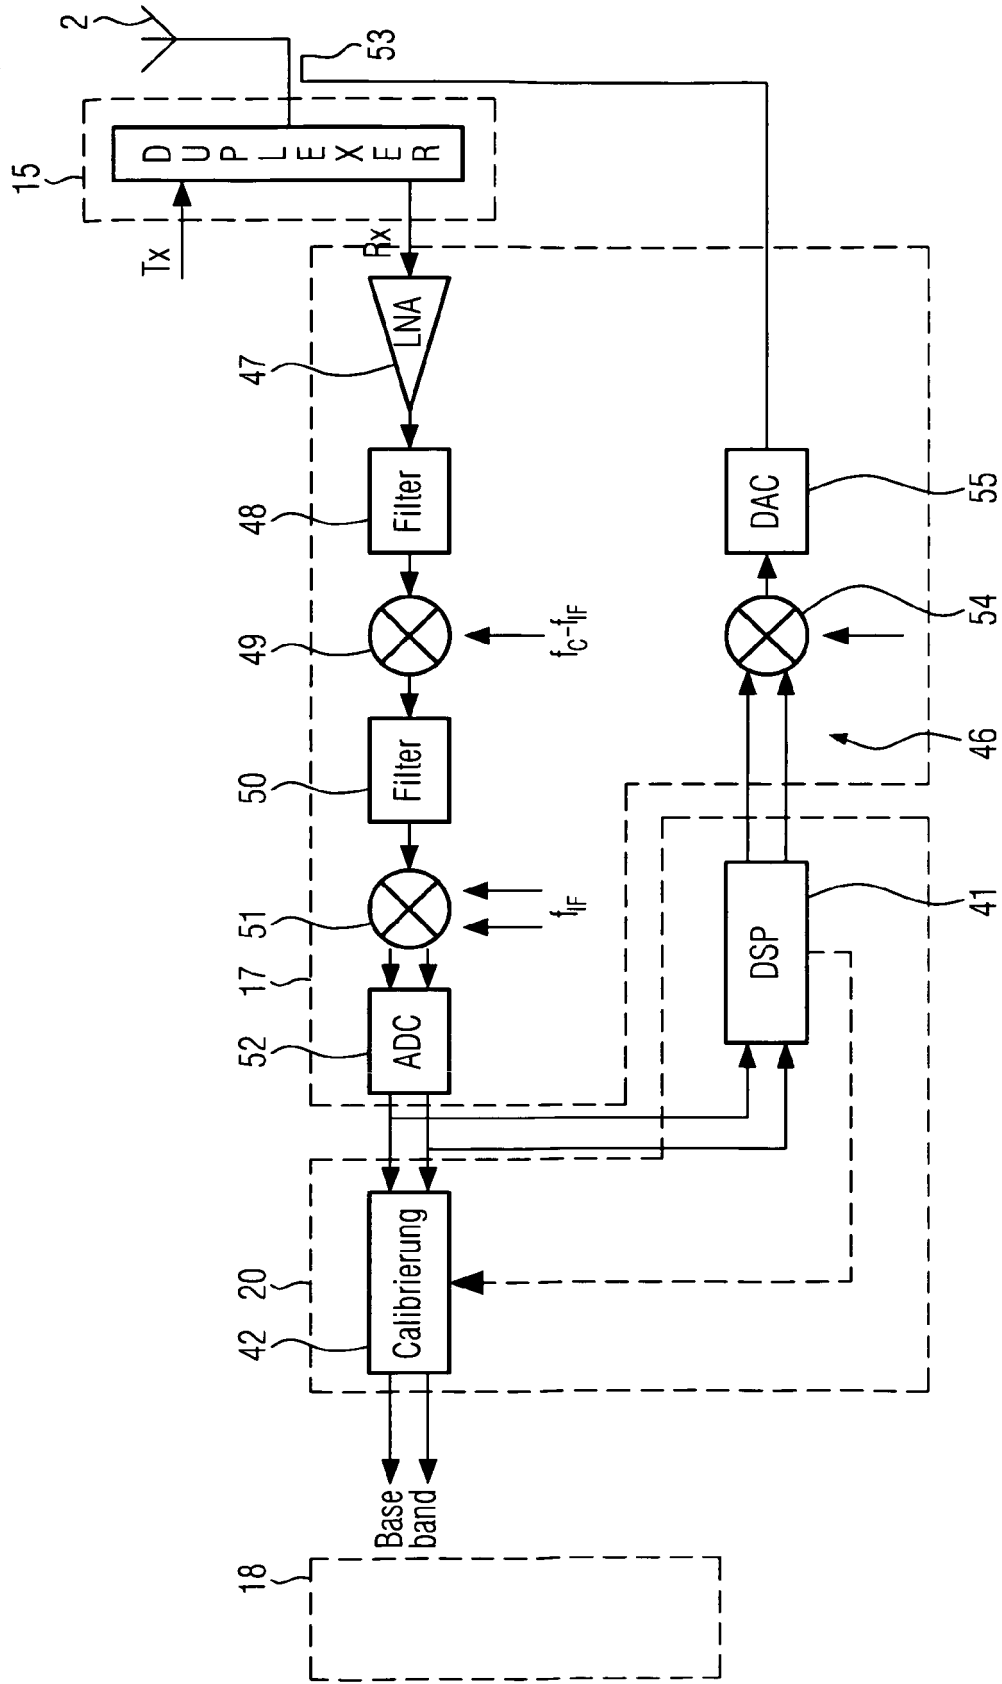 2
53
15
DUPLEXER
Tx
Rx
17
47
LNA
48
Filter
49
fC-fIF
50
Filter
51
fIF
52
ADC
55
DAC
54
46
41
DSP
20
42
Calibrierung
Base
band
18